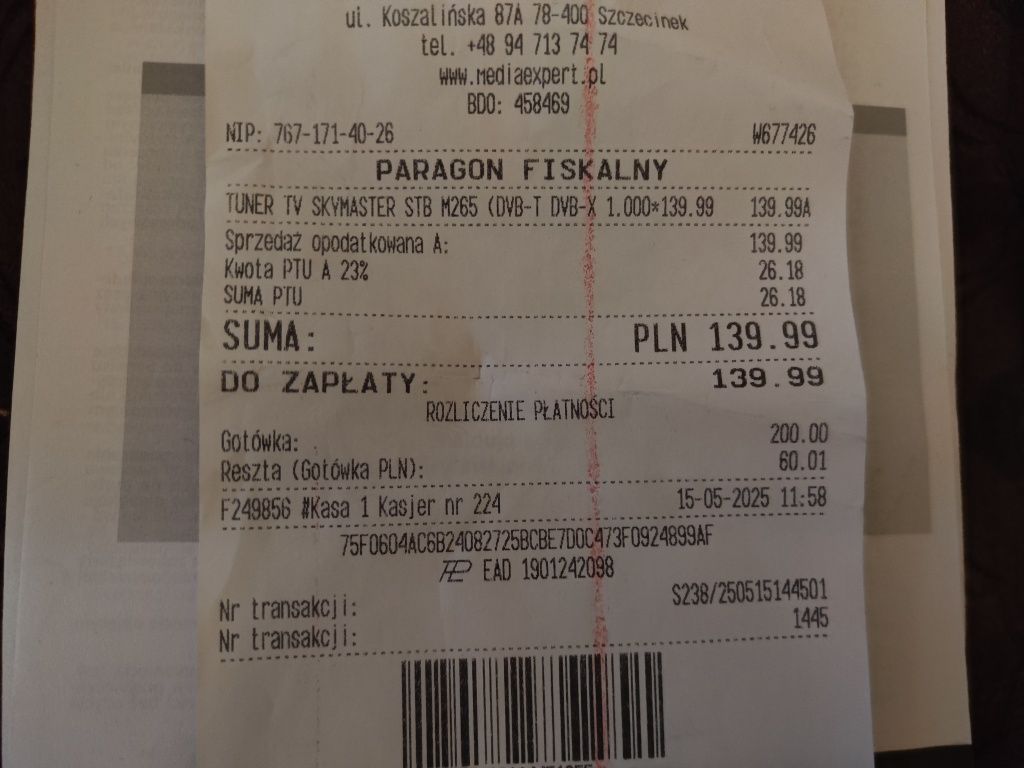 ul. Koszalińska 87A 78-400 Szczecinek
tel. +48 94 713 74 74
www.mediaexpert.pl
BDO: 458469
NIP: 767-171-40-26 W677426
PARAGON FISKALNY
TUNER TV SKYMASTER STB M265 (DVB-T DVB-X 1.000*139.99 139.99A
Sprzedaż opodatkowana A: 139.99
Kwota PTU A 23% 26.18
SUMA PTU 26.18
SUMA: PLN 139.99
DO ZAPŁATY: 139.99
ROZLICZENIE PŁATNOŚCI
Gotówka: 200.00
Reszta (Gotówka PLN): 60.01
F249856 #Kasa 1 Kasjer nr 224 15-05-2025 11:58
75F0604AC6B24082725BCBE7D0C473F0924899AF
EAD 1901242098
Nr transakcji: S238/250515144501
Nr transakcji: 1445